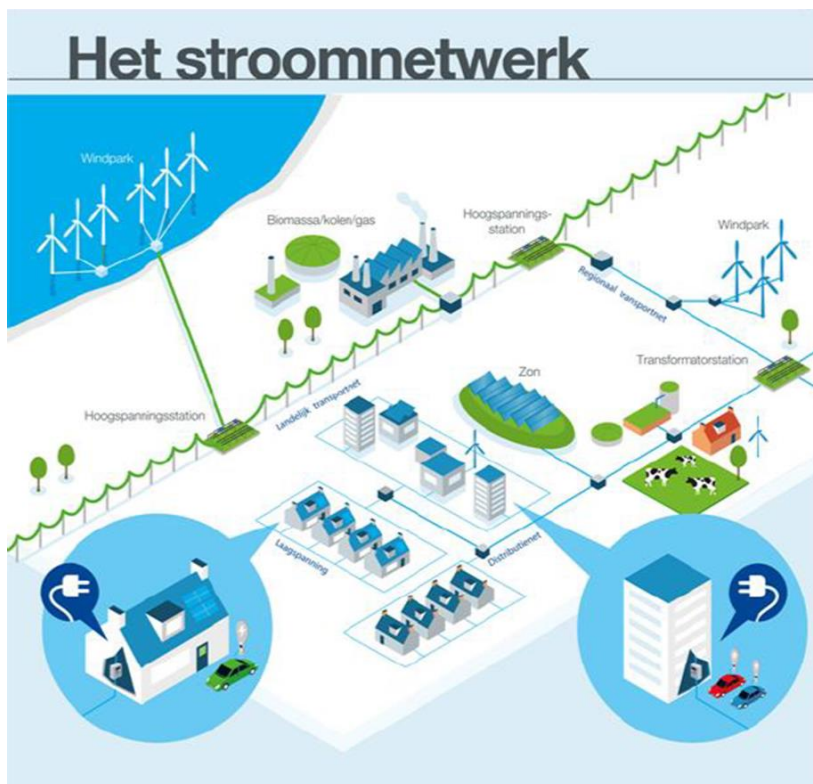 Het stroomnetwerk
Windpark
Biomassa/kolen/gas
Hoogspannings-
station
Windpark
Regionaal transportnet
Transformatorstation
Zon
Hoogspanningsstation
Landelijk transportnet
Laagspanning
Distributienet